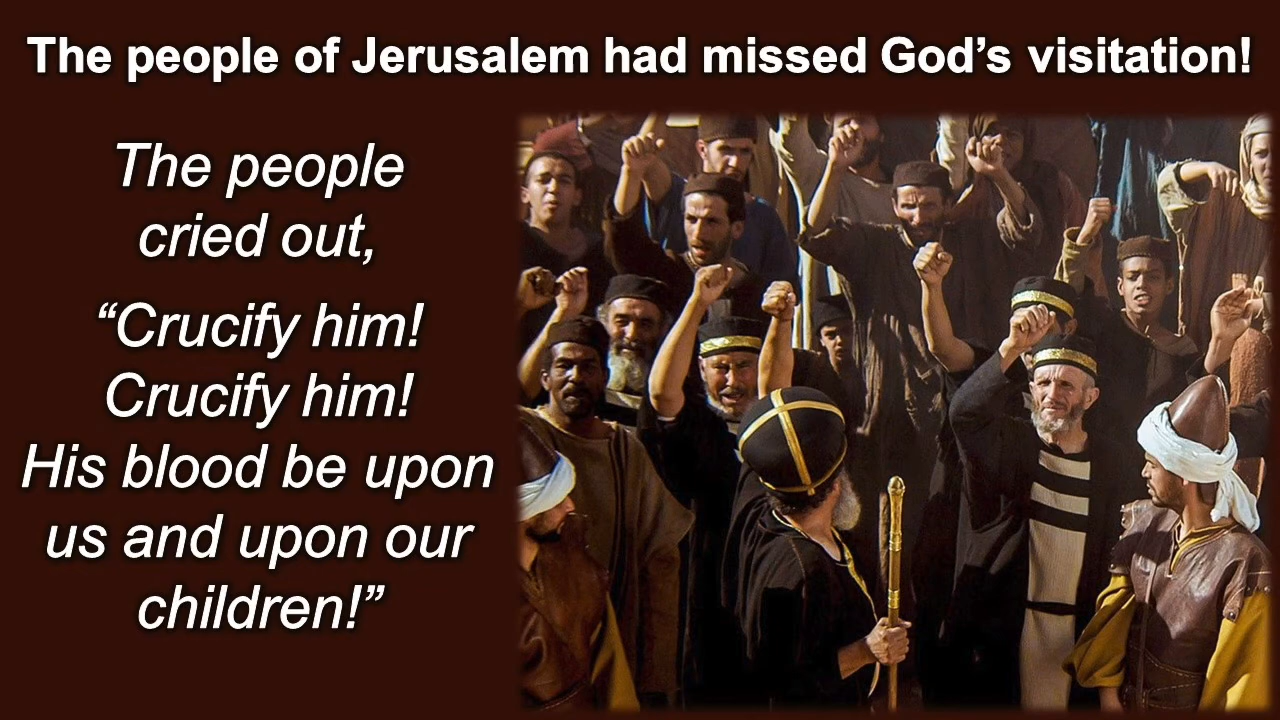 The people of Jerusalem had missed God’s visitation!
The people
cried out,
“Crucify him!
Crucify him!
His blood be upon
us and upon our
children!”